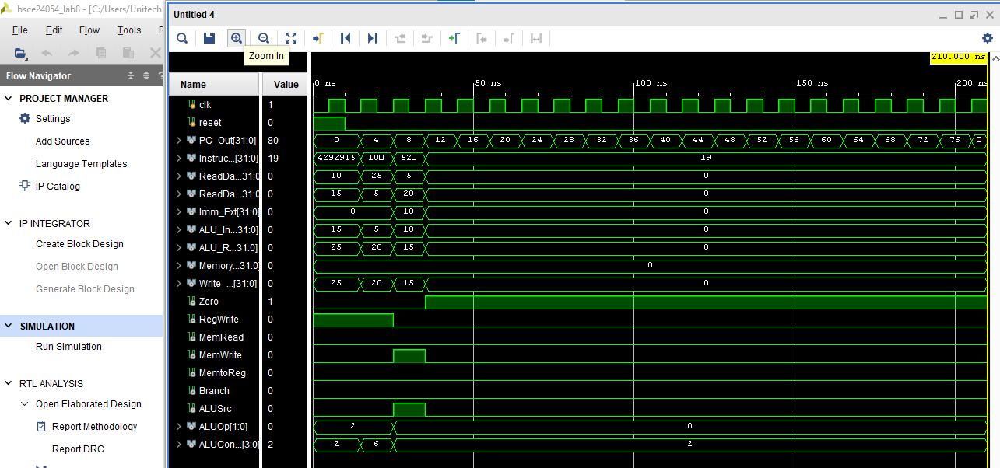 bsce24054_lab8 - [C:/Users/Unitech
File Edit Flow Tools
Flow Navigator
PROJECT MANAGER
Settings
Add Sources
Language Templates
IP Catalog
IP INTEGRATOR
Create Block Design
Open Block Design
Generate Block Design
SIMULATION
Run Simulation
RTL ANALYSIS
Open Elaborated Design
Report Methodology
Report DRC
Untitled 4
Zoom In
210.000 ns
Name Value
0 ns 50 ns 100 ns 150 ns 200 ns
clk 1
reset 0
PC_Out[31:0] 80 0 4 8 12 16 20 24 28 32 36 40 44 48 52 56 60 64 68 72 76
Instruc...[31:0] 19 4292915 10 52 19
ReadDa...31:0 0 10 25 5 0
ReadDa...31:0 0 15 5 20 0
Imm_Ext[31:0] 0 0 10 0
ALU_In...31:0] 0 15 5 10 0
ALU_R...31:0] 0 25 20 15 0
Memory...31:0 0 0
Write_...[31:0] 0 25 20 15 0
Zero 1
RegWrite 0
MemRead 0
MemWrite 0
MemtoReg 0
Branch 0
ALUSrc 0
ALUOp[1:0] 0 2 0
ALUCon...[3:0] 2 2 6 2